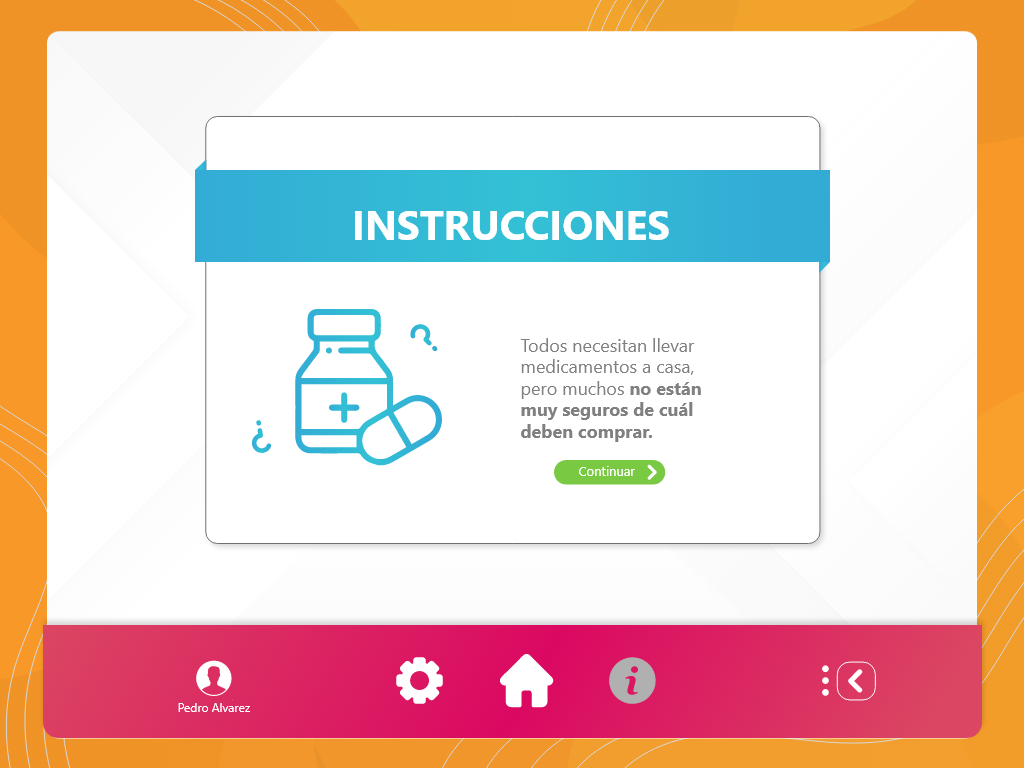 INSTRUCCIONES
Todos necesitan llevar
medicamentos a casa,
pero muchos no están
muy seguros de cuál
deben comprar.
Continuar
Pedro Alvarez